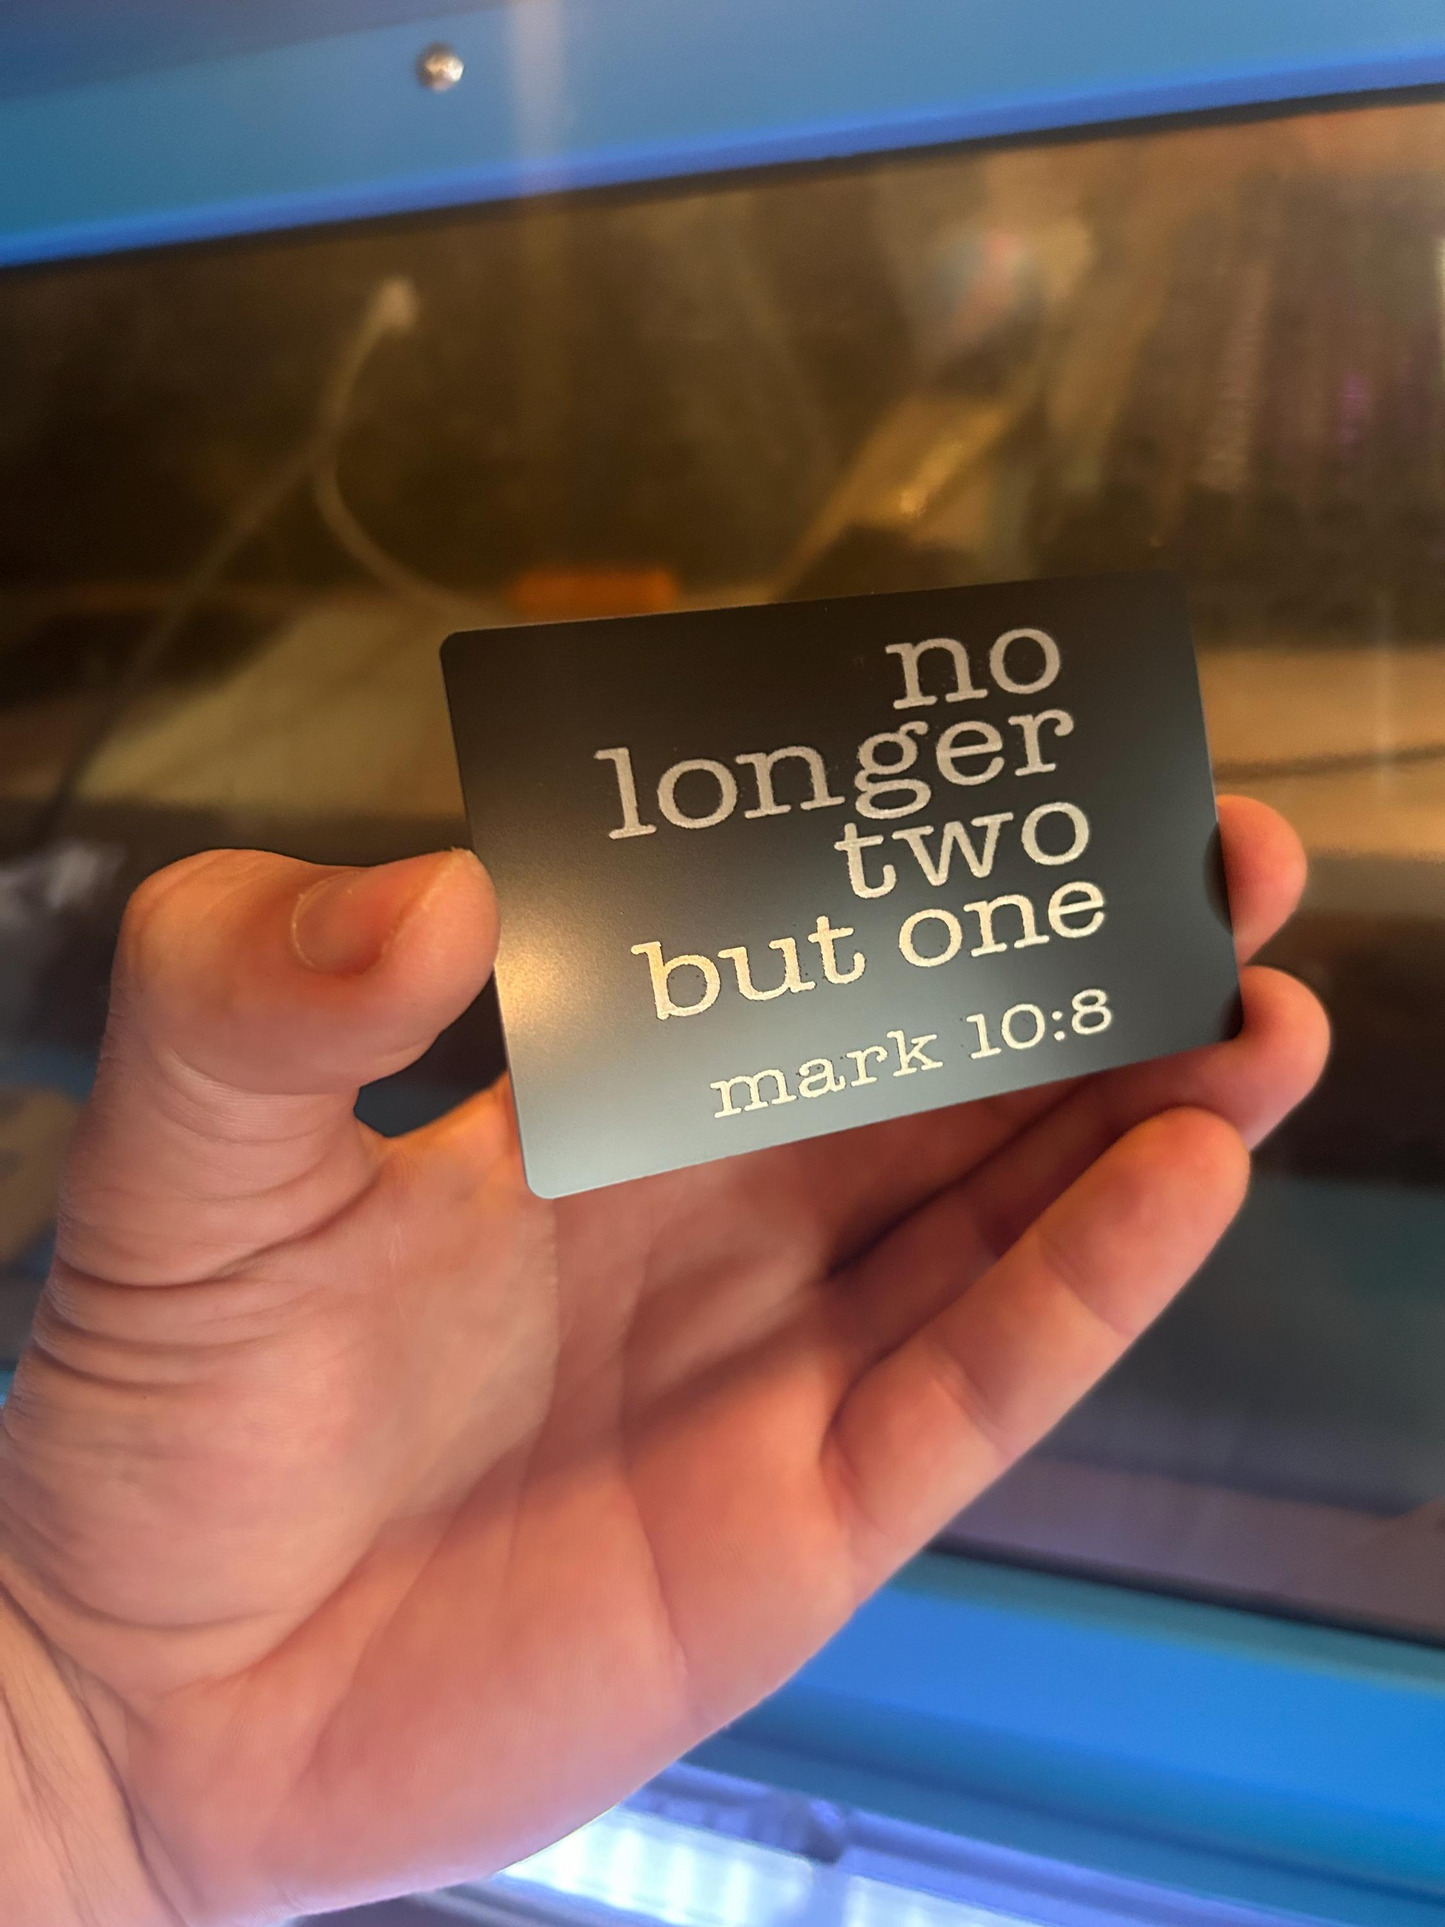 no
longer
two
but one
mark 10:8